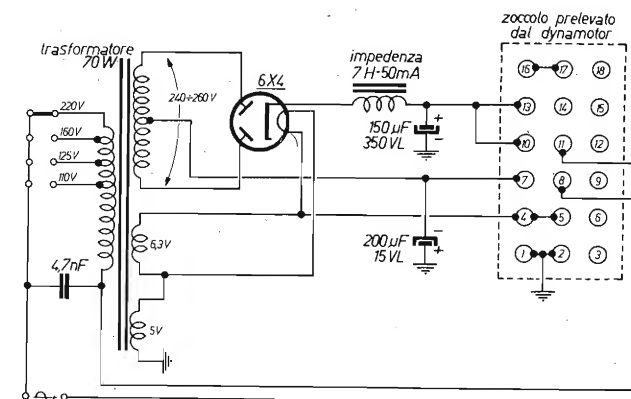 trasformatore
70W
220V
160V
125V
110V
4,7nF
240÷260V
6,3V
5V
6X4
impedenza
7H-50mA
150µF
350VL
200µF
15VL
+
−
−
+
zoccolo prelevato
dal dynamotor
16 17 18
13 14 15
10 11 12
7 8 9
4 5 6
1 2 3